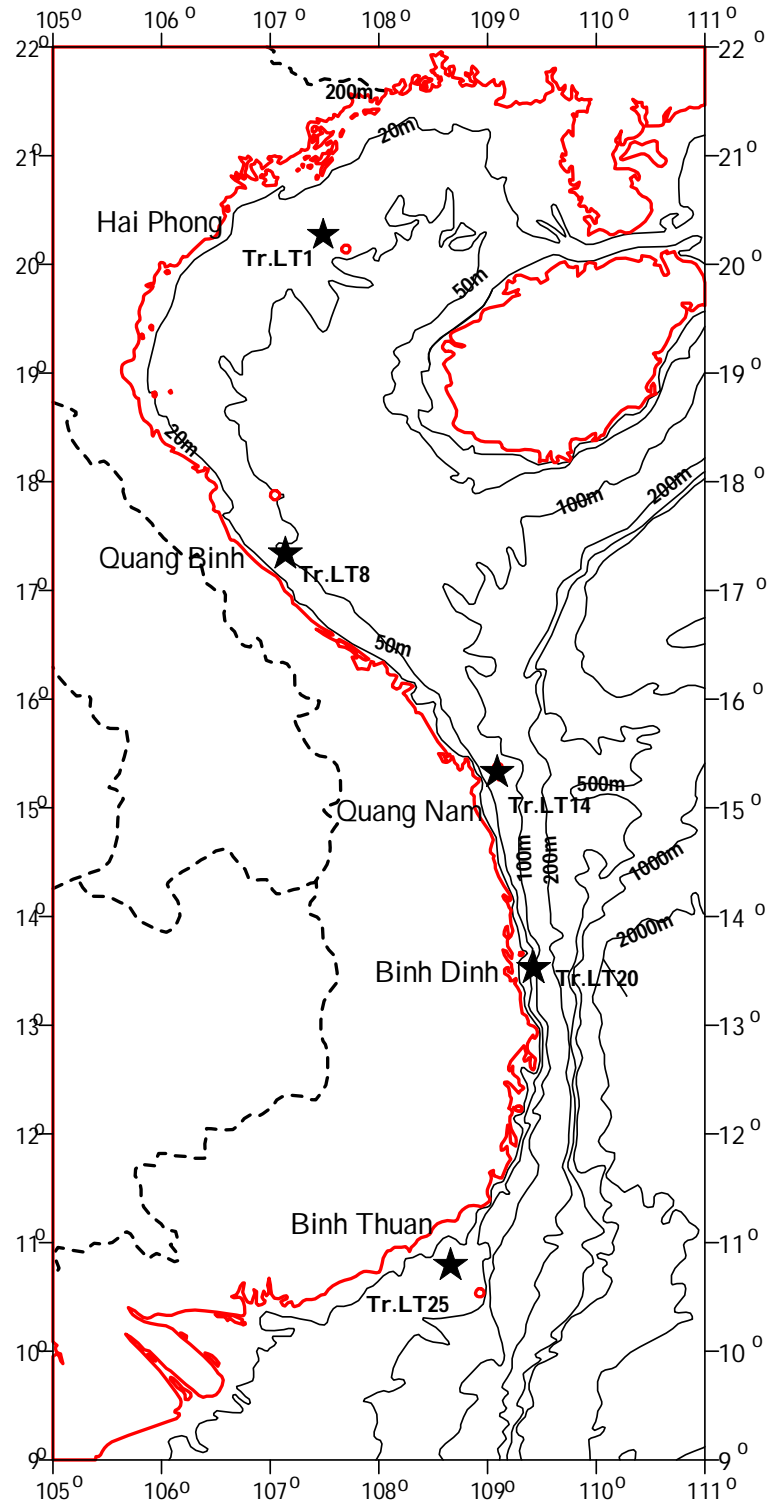 105° 106° 107° 108° 109° 110° 111°
22° 22°
200m
20m
21° 21°
Hai Phong
Tr.LT1
20° 20°
50m
19° 19°
20m
18° 18°
100m
200m
Quang Binh
Tr.LT8
17° 17°
50m
16° 16°
500m
Quang Nam
Tr.LT14
15° 15°
100m
200m
1000m
14° 14°
2000m
Binh Dinh
Tr.LT20
13° 13°
12° 12°
Binh Thuan
11° 11°
Tr.LT25
10° 10°
9° 9°
105° 106° 107° 108° 109° 110° 111°